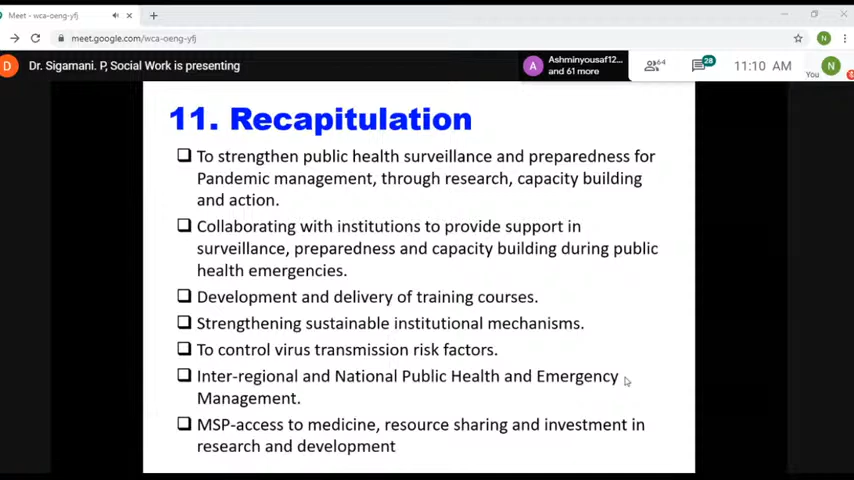 Meet - wca-oeng-yfj
meet.google.com/wca-oeng-yfj
N
D
Dr. Sigamani. P, Social Work is presenting
A
Ashminyousaf12...
and 61 more
64
28
11:10 AM
You
N
11. Recapitulation
To strengthen public health surveillance and preparedness for
Pandemic management, through research, capacity building
and action.
Collaborating with institutions to provide support in
surveillance, preparedness and capacity building during public
health emergencies.
Development and delivery of training courses.
Strengthening sustainable institutional mechanisms.
To control virus transmission risk factors.
Inter-regional and National Public Health and Emergency
Management.
MSP-access to medicine, resource sharing and investment in
research and development